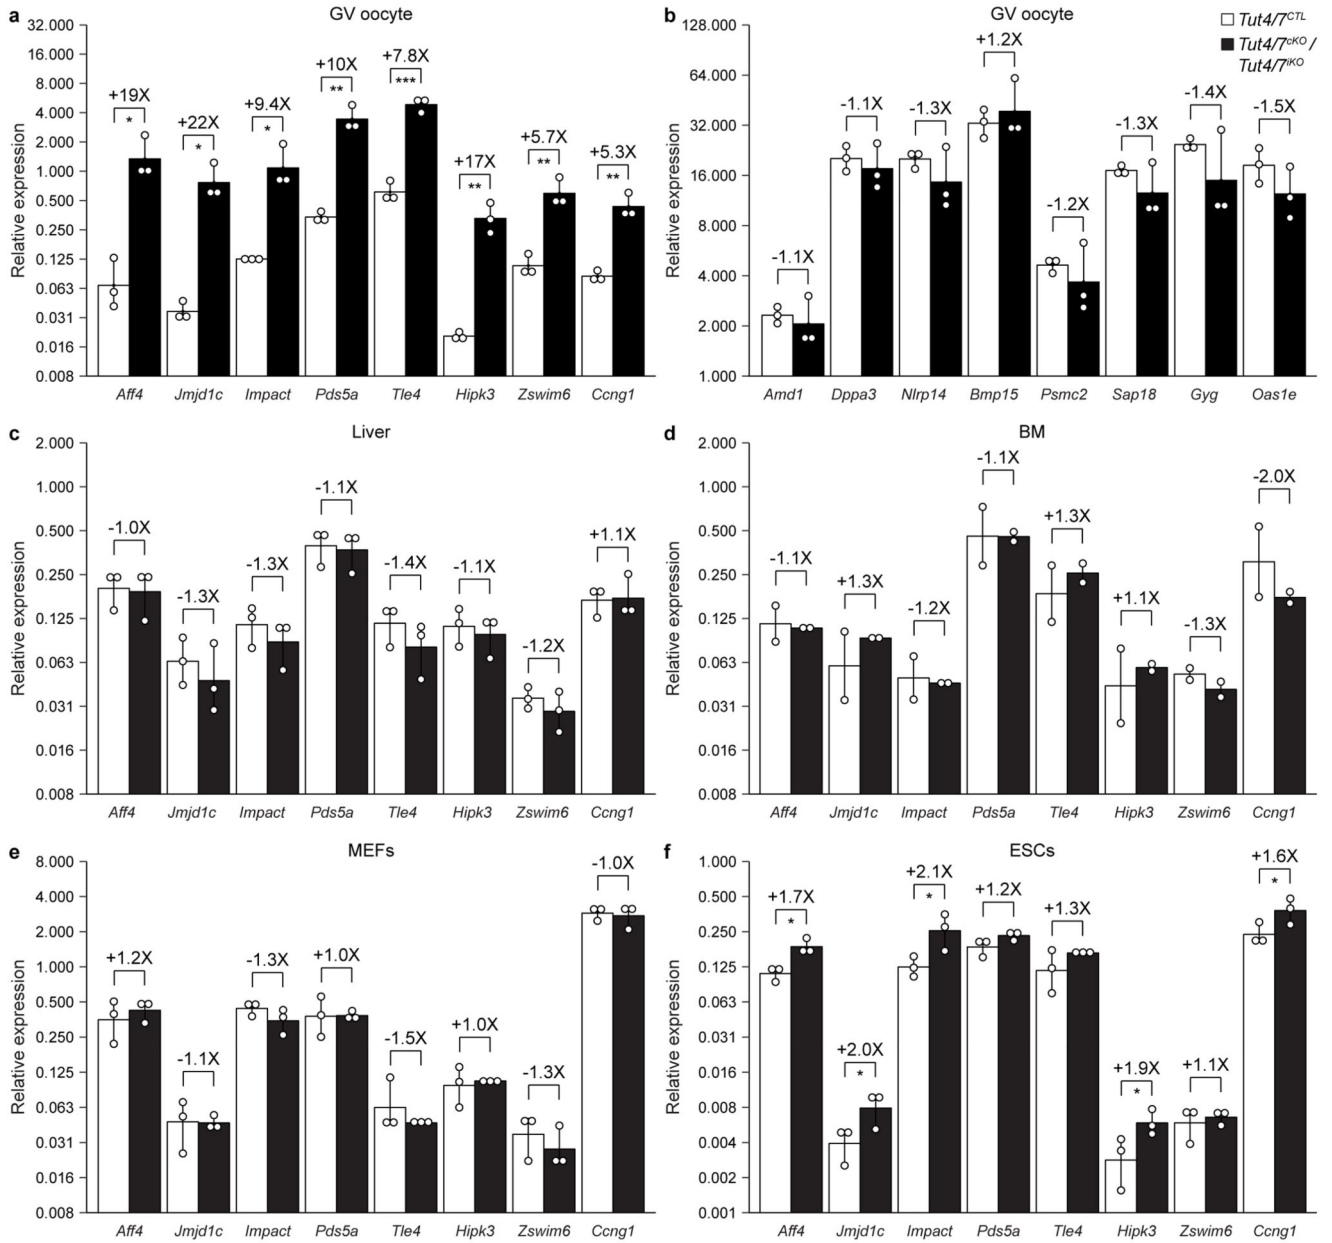 a
GV oocyte
Relative expression
32.000
16.000
8.000
4.000
2.000
1.000
0.500
0.250
0.125
0.063
0.031
0.016
0.008
+19X
*
+22X
*
+9.4X
*
+10X
**
+7.8X
***
+17X
**
+5.7X
**
+5.3X
**
Aff4 Jmjd1c Impact Pds5a Tle4 Hipk3 Zswim6 Ccng1
b
GV oocyte
Tut4/7CTL
Tut4/7cKO /
Tut4/7iKO
Relative expression
128.000
64.000
32.000
16.000
8.000
4.000
2.000
1.000
-1.1X
-1.1X
-1.3X
+1.2X
-1.2X
-1.3X
-1.4X
-1.5X
Amd1 Dppa3 Nlrp14 Bmp15 Psmc2 Sap18 Gyg Oas1e
c
Liver
Relative expression
2.000
1.000
0.500
0.250
0.125
0.063
0.031
0.016
0.008
-1.0X
-1.3X
-1.3X
-1.1X
-1.4X
-1.1X
-1.2X
+1.1X
Aff4 Jmjd1c Impact Pds5a Tle4 Hipk3 Zswim6 Ccng1
d
BM
Relative expression
2.000
1.000
0.500
0.250
0.125
0.063
0.031
0.016
0.008
-1.1X
+1.3X
-1.2X
-1.1X
+1.3X
+1.1X
-1.3X
-2.0X
Aff4 Jmjd1c Impact Pds5a Tle4 Hipk3 Zswim6 Ccng1
e
MEFs
Relative expression
8.000
4.000
2.000
1.000
0.500
0.250
0.125
0.063
0.031
0.016
0.008
+1.2X
-1.1X
-1.3X
+1.0X
-1.5X
+1.0X
-1.3X
-1.0X
Aff4 Jmjd1c Impact Pds5a Tle4 Hipk3 Zswim6 Ccng1
f
ESCs
Relative expression
1.000
0.500
0.250
0.125
0.063
0.031
0.016
0.008
0.004
0.002
0.001
+1.7X
*
+2.0X
*
+2.1X
*
+1.2X
+1.3X
+1.9X
*
+1.1X
+1.6X
*
Aff4 Jmjd1c Impact Pds5a Tle4 Hipk3 Zswim6 Ccng1